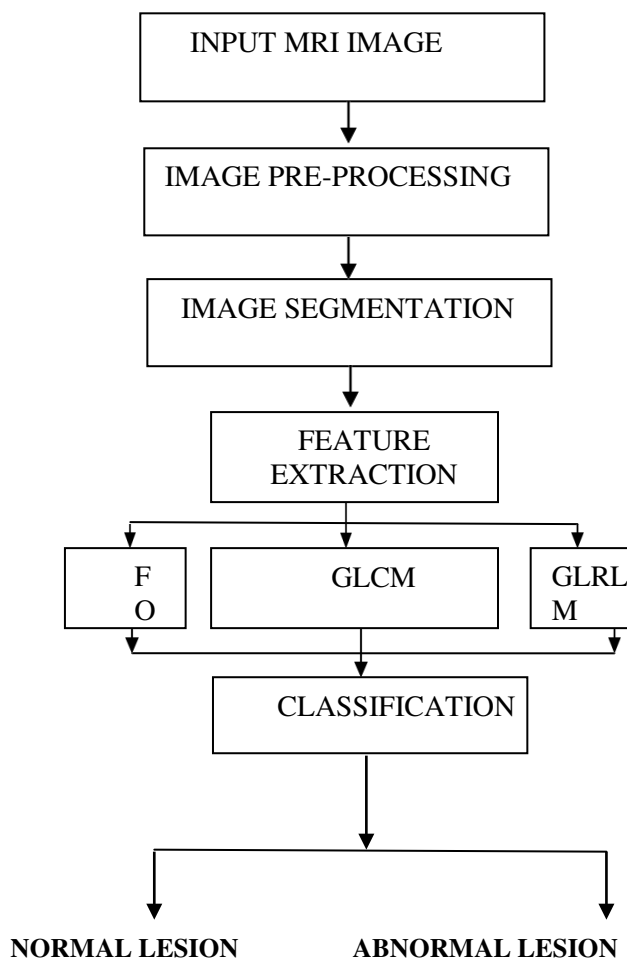 INPUT MRI IMAGE
IMAGE PRE-PROCESSING
IMAGE SEGMENTATION
FEATURE
EXTRACTION
F
O
GLCM
GLRL
M
CLASSIFICATION
NORMAL LESION
ABNORMAL LESION